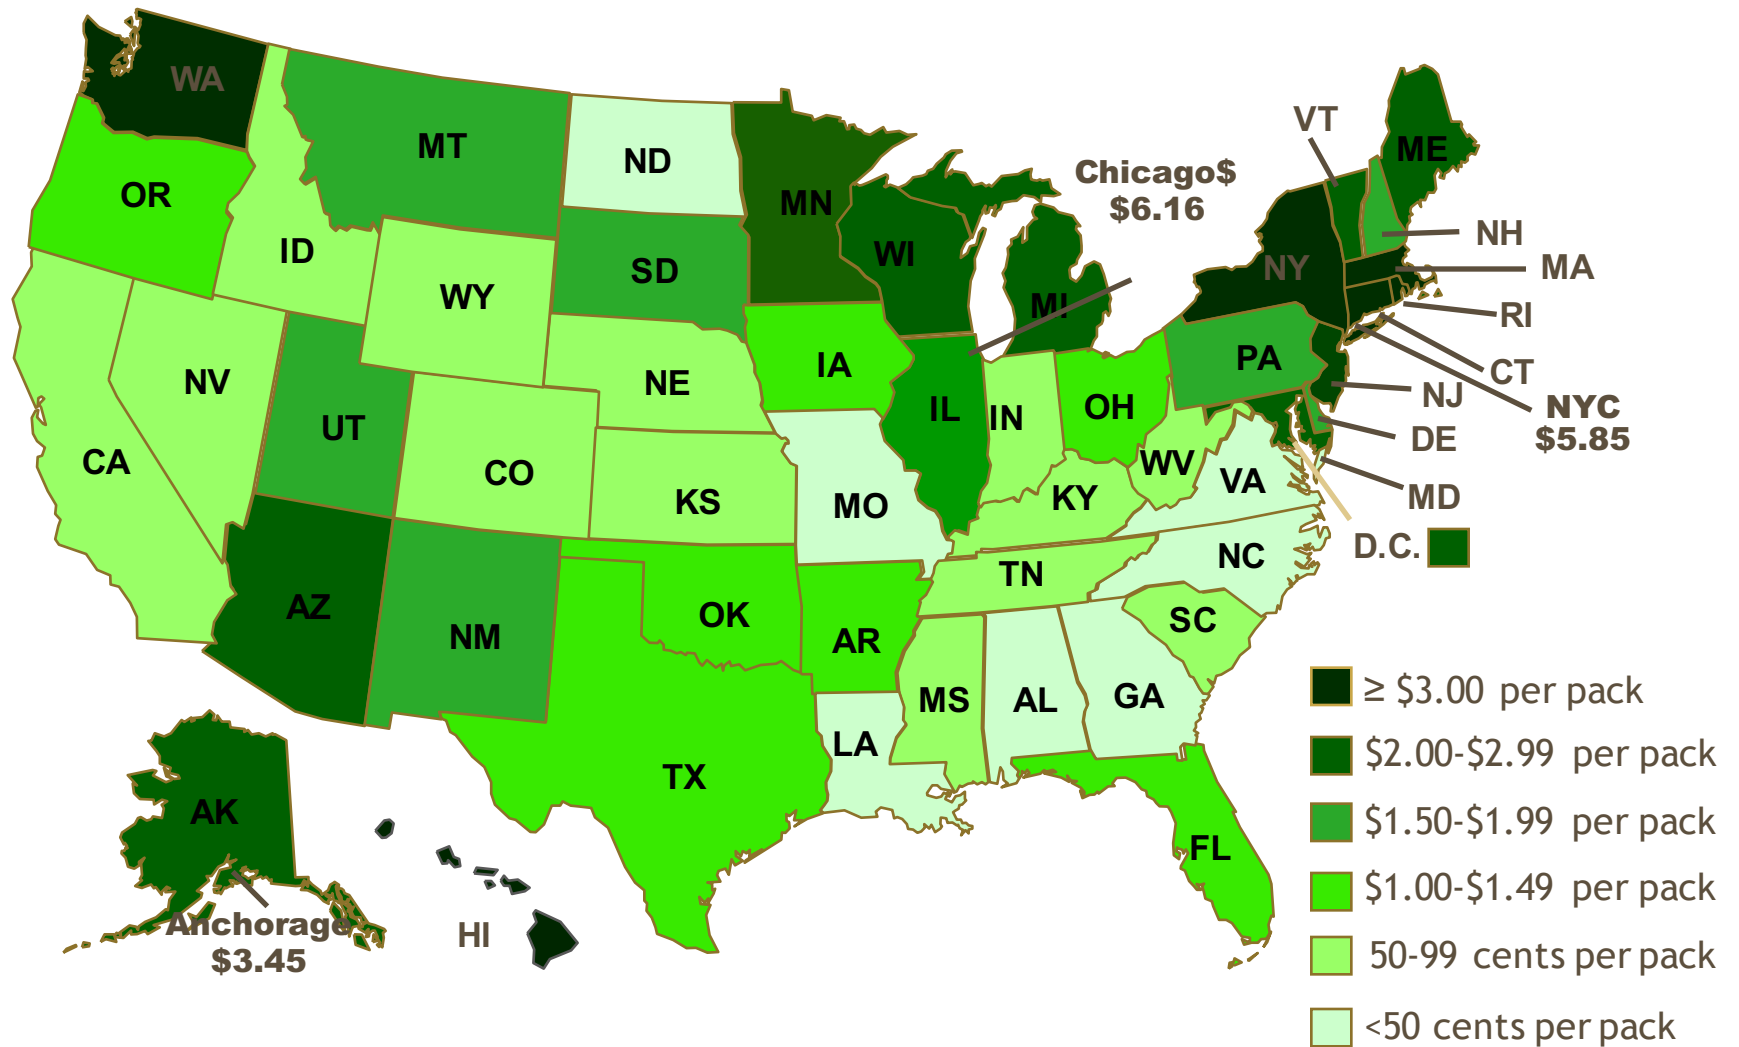 WA
MT
ND
MN
VT
ME
Chicago$
$6.16
OR
ID
SD
WI
NY
NH
MA
WY
MI
RI
IA
PA
CT
NV
NE
NJ
NYC
$5.85
UT
IL
IN
OH
DE
CA
CO
KS
MO
KY
WV
VA
MD
D.C.
AZ
NM
OK
AR
TN
NC
SC
MS
AL
GA
LA
TX
FL
AK
Anchorage
$3.45
HI
≥ $3.00 per pack
$2.00-$2.99 per pack
$1.50-$1.99 per pack
$1.00-$1.49 per pack
50-99 cents per pack
<50 cents per pack